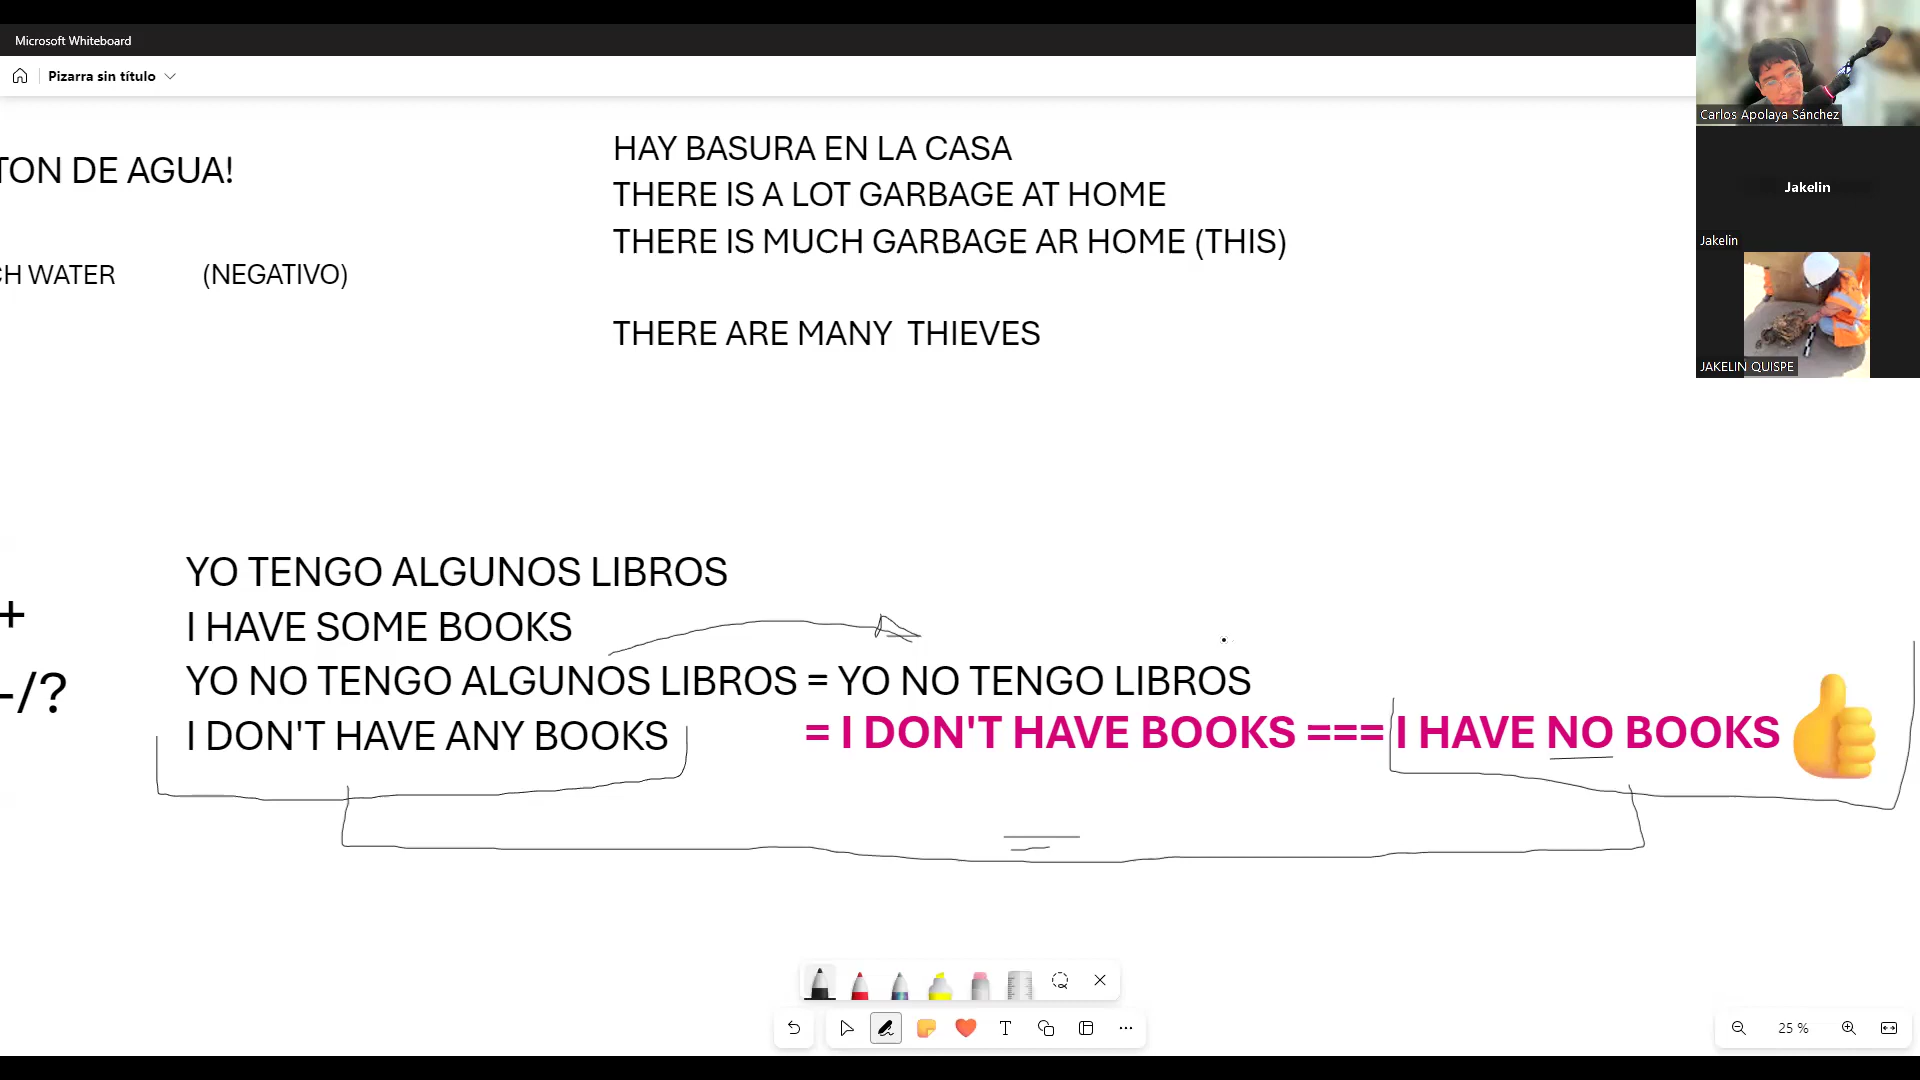 Microsoft Whiteboard
Pizarra sin título
TON DE AGUA!
CH WATER (NEGATIVO)
HAY BASURA EN LA CASA
THERE IS A LOT GARBAGE AT HOME
THERE IS MUCH GARBAGE AR HOME (THIS)
THERE ARE MANY THIEVES
Carlos Apolaya Sánchez
Jakelin
Jakelin
JAKELIN QUISPE
+
-/?
YO TENGO ALGUNOS LIBROS
I HAVE SOME BOOKS
YO NO TENGO ALGUNOS LIBROS = YO NO TENGO LIBROS
I DON'T HAVE ANY BOOKS = I DON'T HAVE BOOKS === I HAVE NO BOOKS
25 %